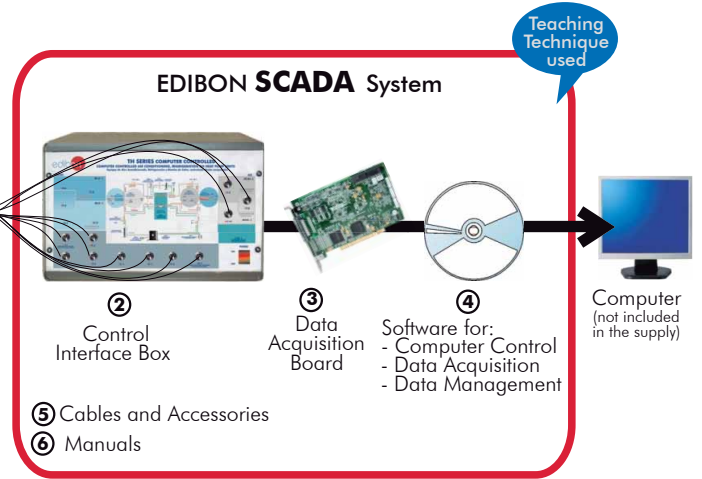 Teaching
Technique
used
EDIBON SCADA System
TH SERIES COMPUTER CONTROLLED
2
Control
Interface Box
3
Data
Acquisition
Board
4
Software for:
- Computer Control
- Data Acquisition
- Data Management
Computer
(not included
in the supply)
5 Cables and Accessories
6 Manuals